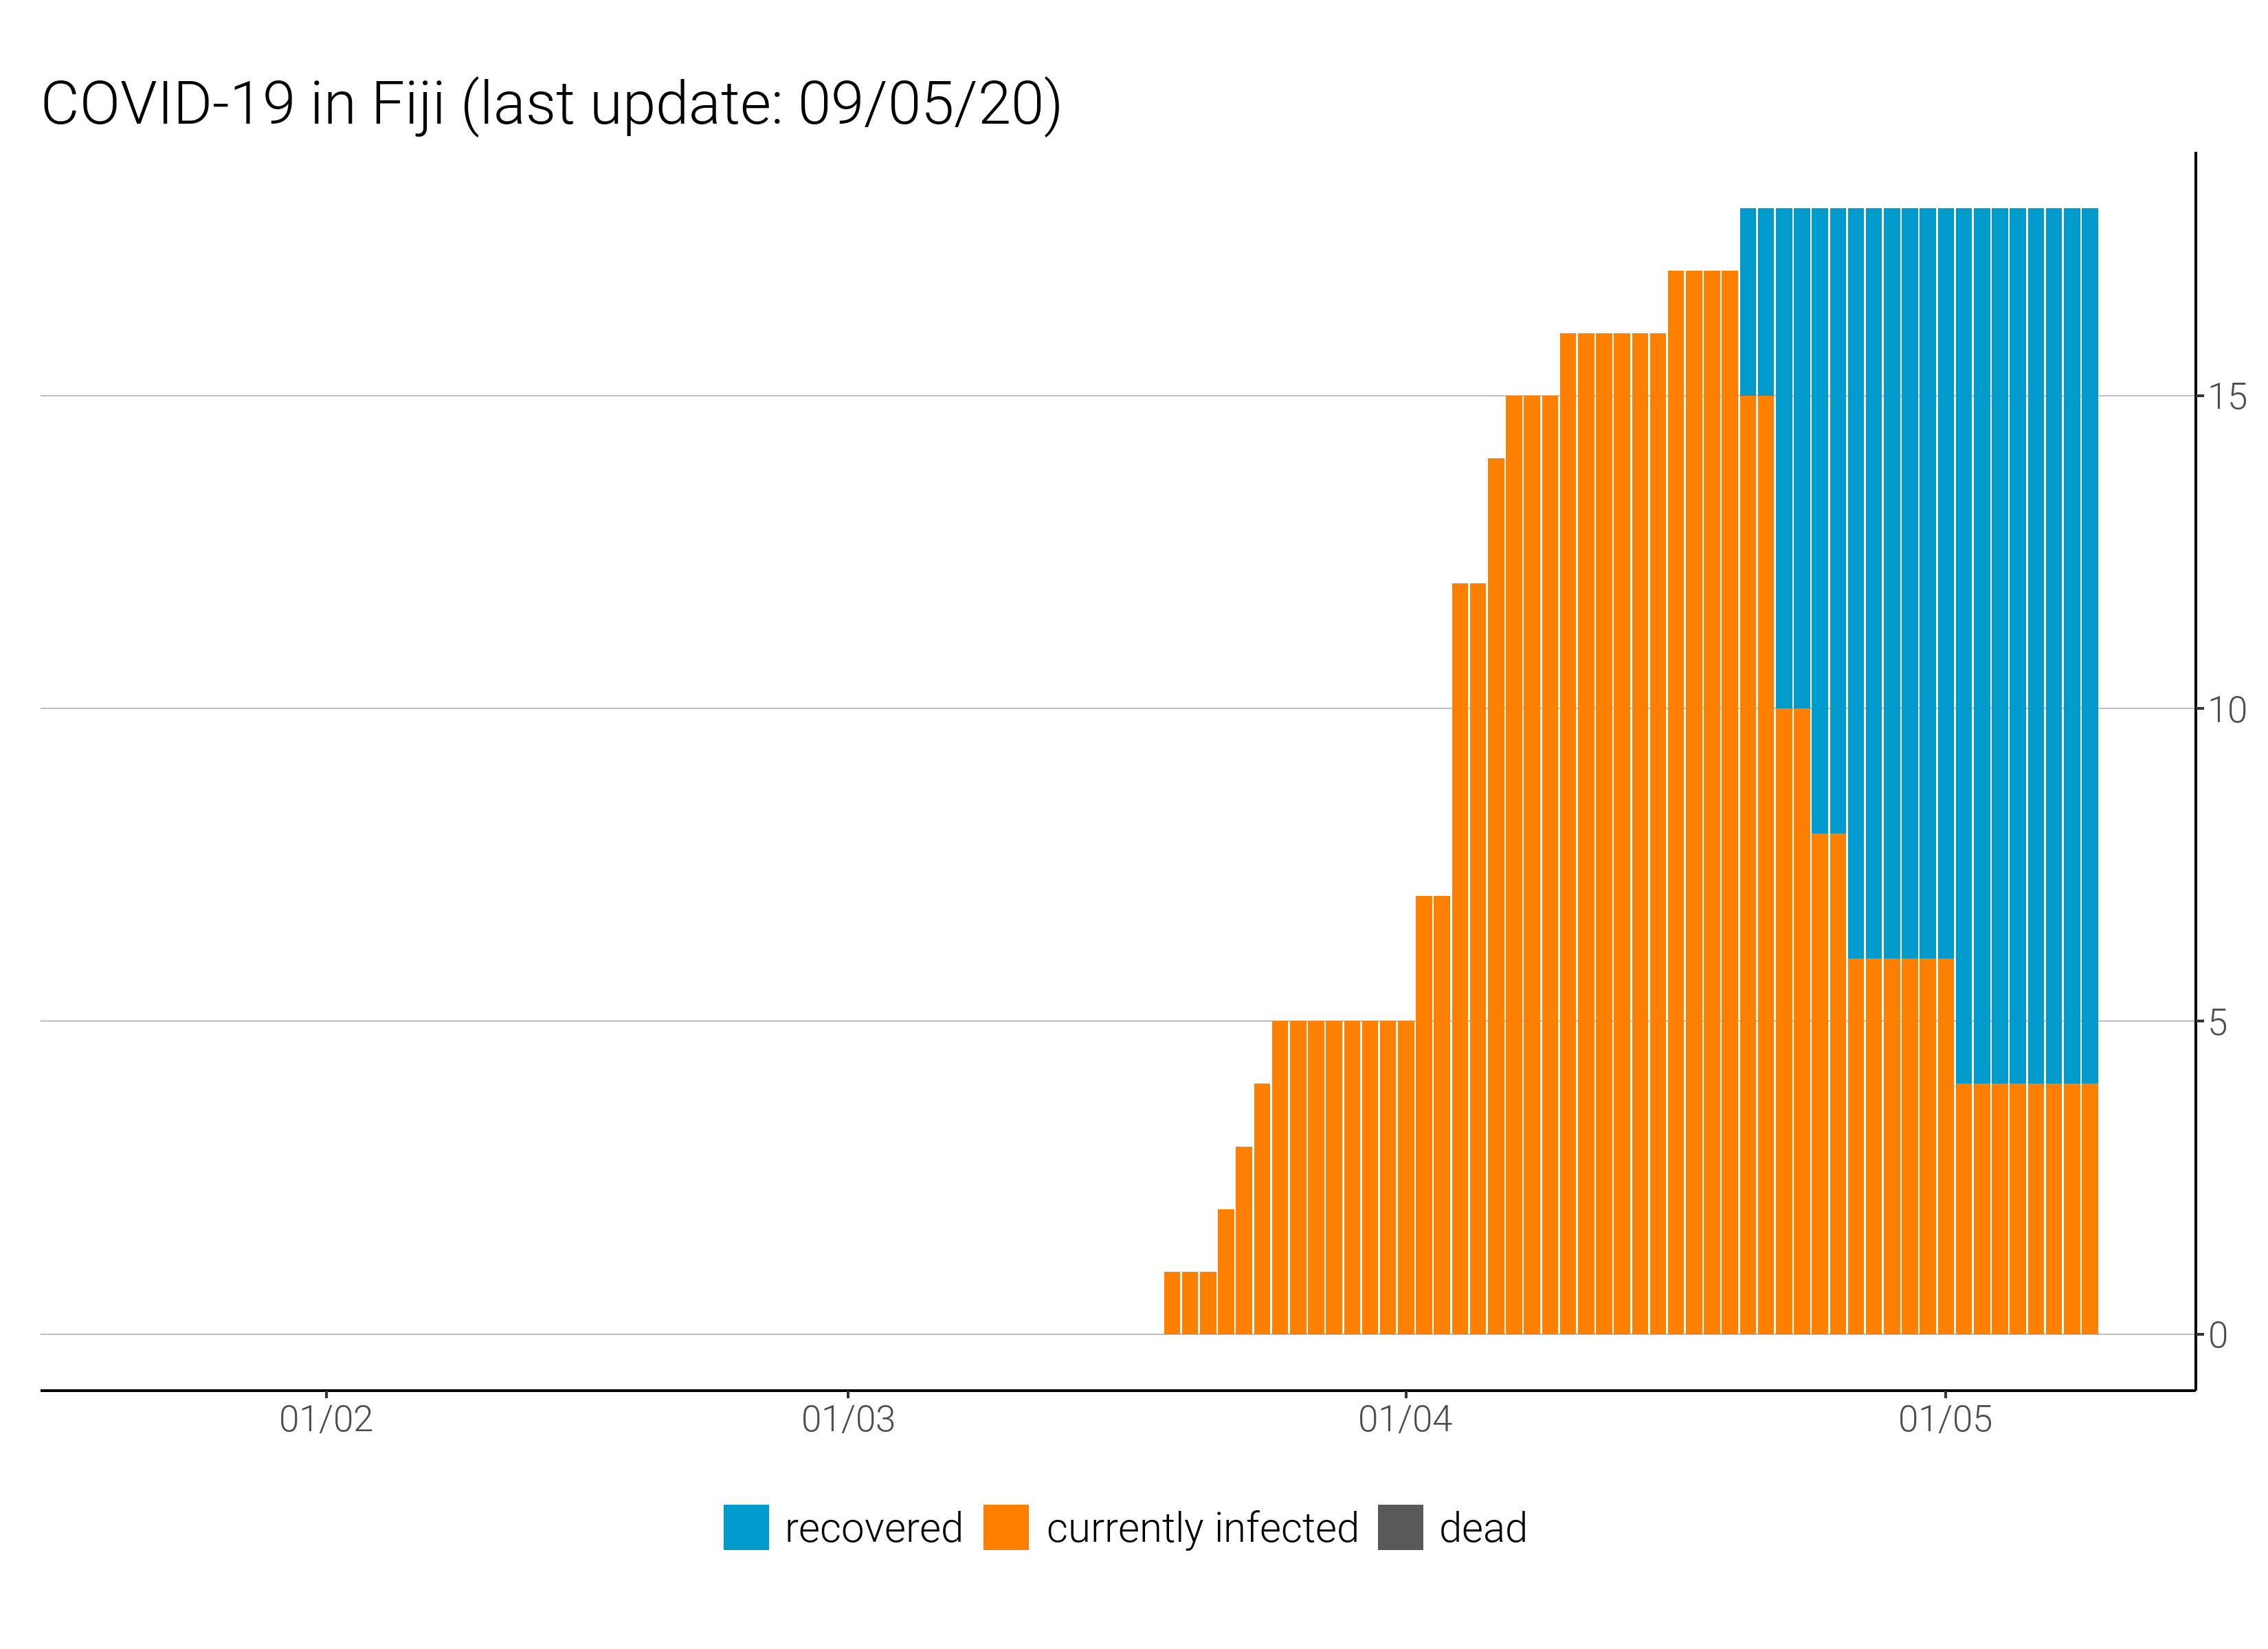 COVID-19 in Fiji (last update: 09/05/20)
15
10
5
0
01/02 01/03 01/04 01/05
recovered currently infected dead